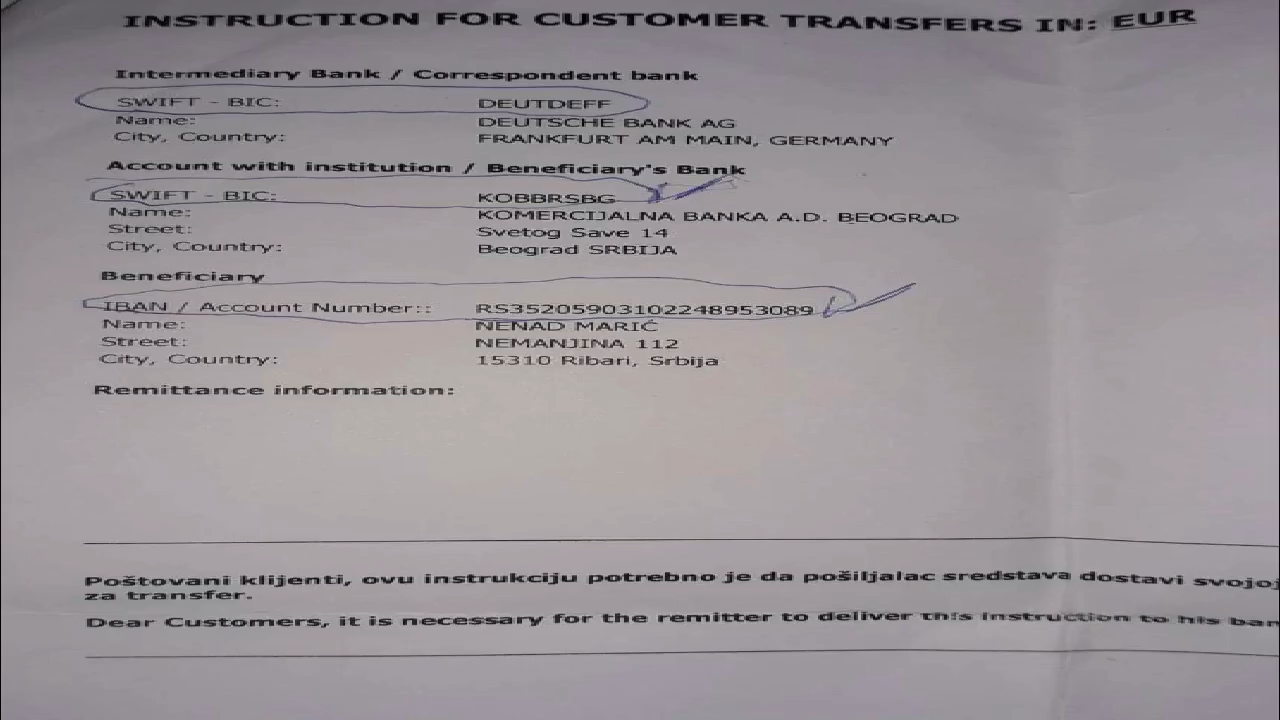 INSTRUCTION FOR CUSTOMER TRANSFERS IN: EUR
Intermediary Bank / Correspondent bank
SWIFT - BIC: DEUTDEFF
Name: DEUTSCHE BANK AG
City, Country: FRANKFURT AM MAIN, GERMANY
Account with institution / Beneficiary's Bank
SWIFT - BIC: KOBBRSBG
Name: KOMERCIJALNA BANKA A.D. BEOGRAD
Street: Svetog Save 14
City, Country: Beograd SRBIJA
Beneficiary
IBAN / Account Number:: RS35205903102248953089
Name: NENAD MARIĆ
Street: NEMANJINA 112
City, Country: 15310 Ribari, Srbija
Remittance information:
Poštovani klijenti, ovu instrukciju potrebno je da pošiljalac sredstava dostavi svojoj
za transfer.
Dear Customers, it is necessary for the remitter to deliver this instruction to his ban